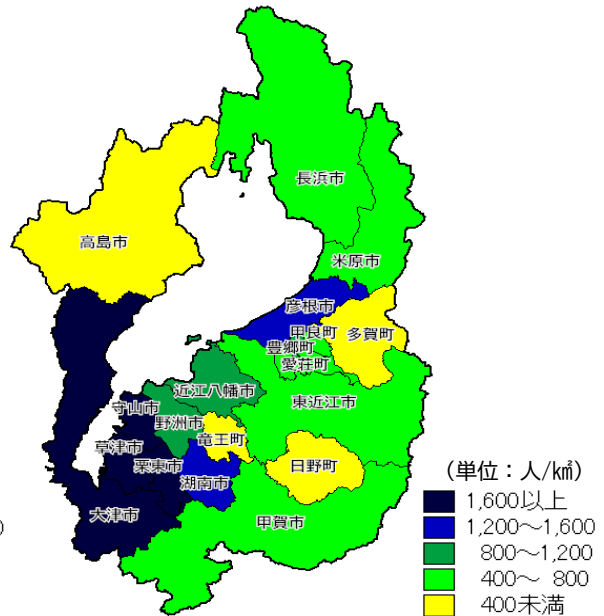 長浜市
高島市
米原市
彦根市
甲良町
多賀町
豊郷町
愛荘町
近江八幡市
東近江市
守山市
野洲市
竜王町
草津市
栗東市
日野町
湖南市
大津市
甲賀市
(単位：人/㎢)
1,600以上
1,200～1,600
800～1,200
400～ 800
400未満
)